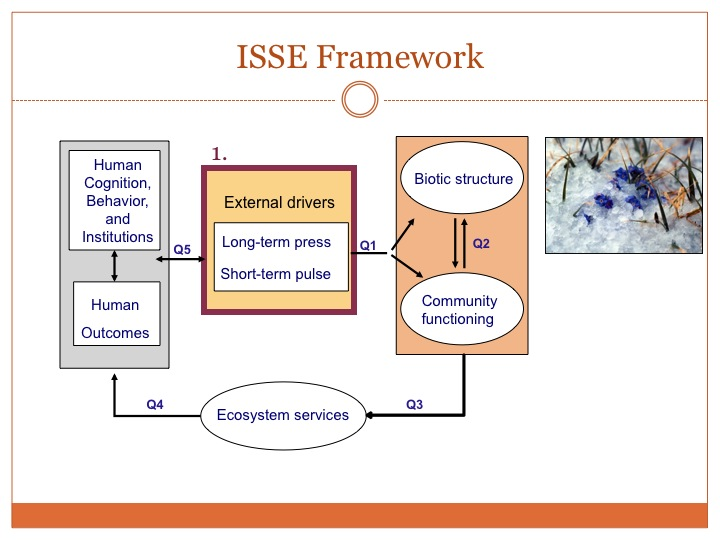 ISSE Framework
1.
Human
Cognition,
Behavior,
and
Institutions
Human
Outcomes
Q5
External drivers
Long-term press
Short-term pulse
Q1
Biotic structure
Q2
Community
functioning
Q4
Ecosystem services
Q3